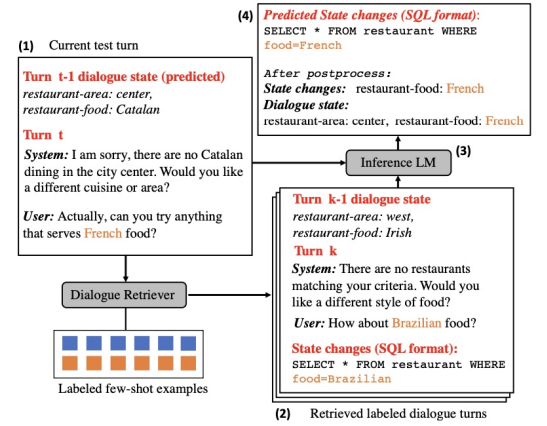 (1) Current test turn
Turn t-1 dialogue state (predicted)
restaurant-area: center,
restaurant-food: Catalan
Turn t
System: I am sorry, there are no Catalan
dining in the city center. Would you like
a different cuisine or area?
User: Actually, can you try anything
that serves French food?
Dialogue Retriever
Labeled few-shot examples
(2) Retrieved labeled dialogue turns
Turn k-1 dialogue state
restaurant-area: west,
restaurant-food: Irish
Turn k
System: There are no restaurants
matching your criteria. Would you
like a different style of food?
User: How about Brazilian food?
State changes (SQL format):
SELECT * FROM restaurant WHERE
food=Brazilian
Inference LM
(3)
(4)
Predicted State changes (SQL format):
SELECT * FROM restaurant WHERE
food=French
After postprocess:
State changes: restaurant-food: French
Dialogue state:
restaurant-area: center, restaurant-food: French